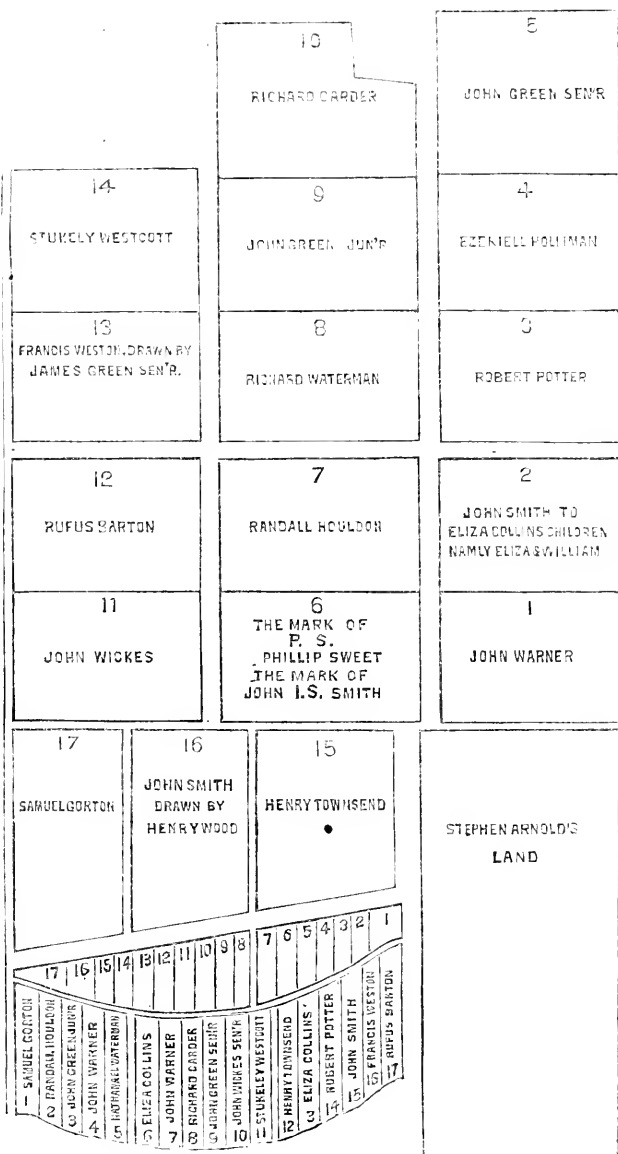 10
RICHARD CARDER
5
JOHN GREEN SEN'R
14
STUKELY WESTCOTT
9
JOHN GREEN JUN'R
4
EZEKIELL HOLLIMAN
13
FRANCIS WESTON, DRAWN BY
JAMES GREEN SEN'R.
8
RICHARD WATERMAN
3
ROBERT POTTER
12
RUFUS BARTON
7
RANDALL HOULDON
2
JOHN SMITH TO
ELIZA COLLINS CHILDREN
NAMLY ELIZA & WILLIAM
11
JOHN WICKES
6
THE MARK OF
P. S.
PHILLIP SWEET
THE MARK OF
JOHN I.S. SMITH
1
JOHN WARNER
17
SAMUEL GORTON
16
JOHN SMITH
DRAWN BY
HENRY WOOD
15
HENRY TOWNSEND
STEPHEN ARNOLD'S
LAND
17 16 15 14 13 12 11 10 9 8 7 6 5 4 3 2 1
1 SAMUEL GORTON
2 RANDALL HOULDON
3 JOHN GREEN JUN'R
4 JOHN WARNER
5 NATHANIEL WATERMAN
6 ELIZA COLLINS
7 JOHN WARNER
8 RICHARD CARDER
9 JOHN GREEN SEN'R
10 JOHN WICKES SEN'R
11 STUKELEY WESTCOTT
12 HENRY TOWNSEND
3 ELIZA COLLINS'
14 ROBERT POTTER
15 JOHN SMITH
16 FRANCIS WESTON
17 RUFUS BARTON